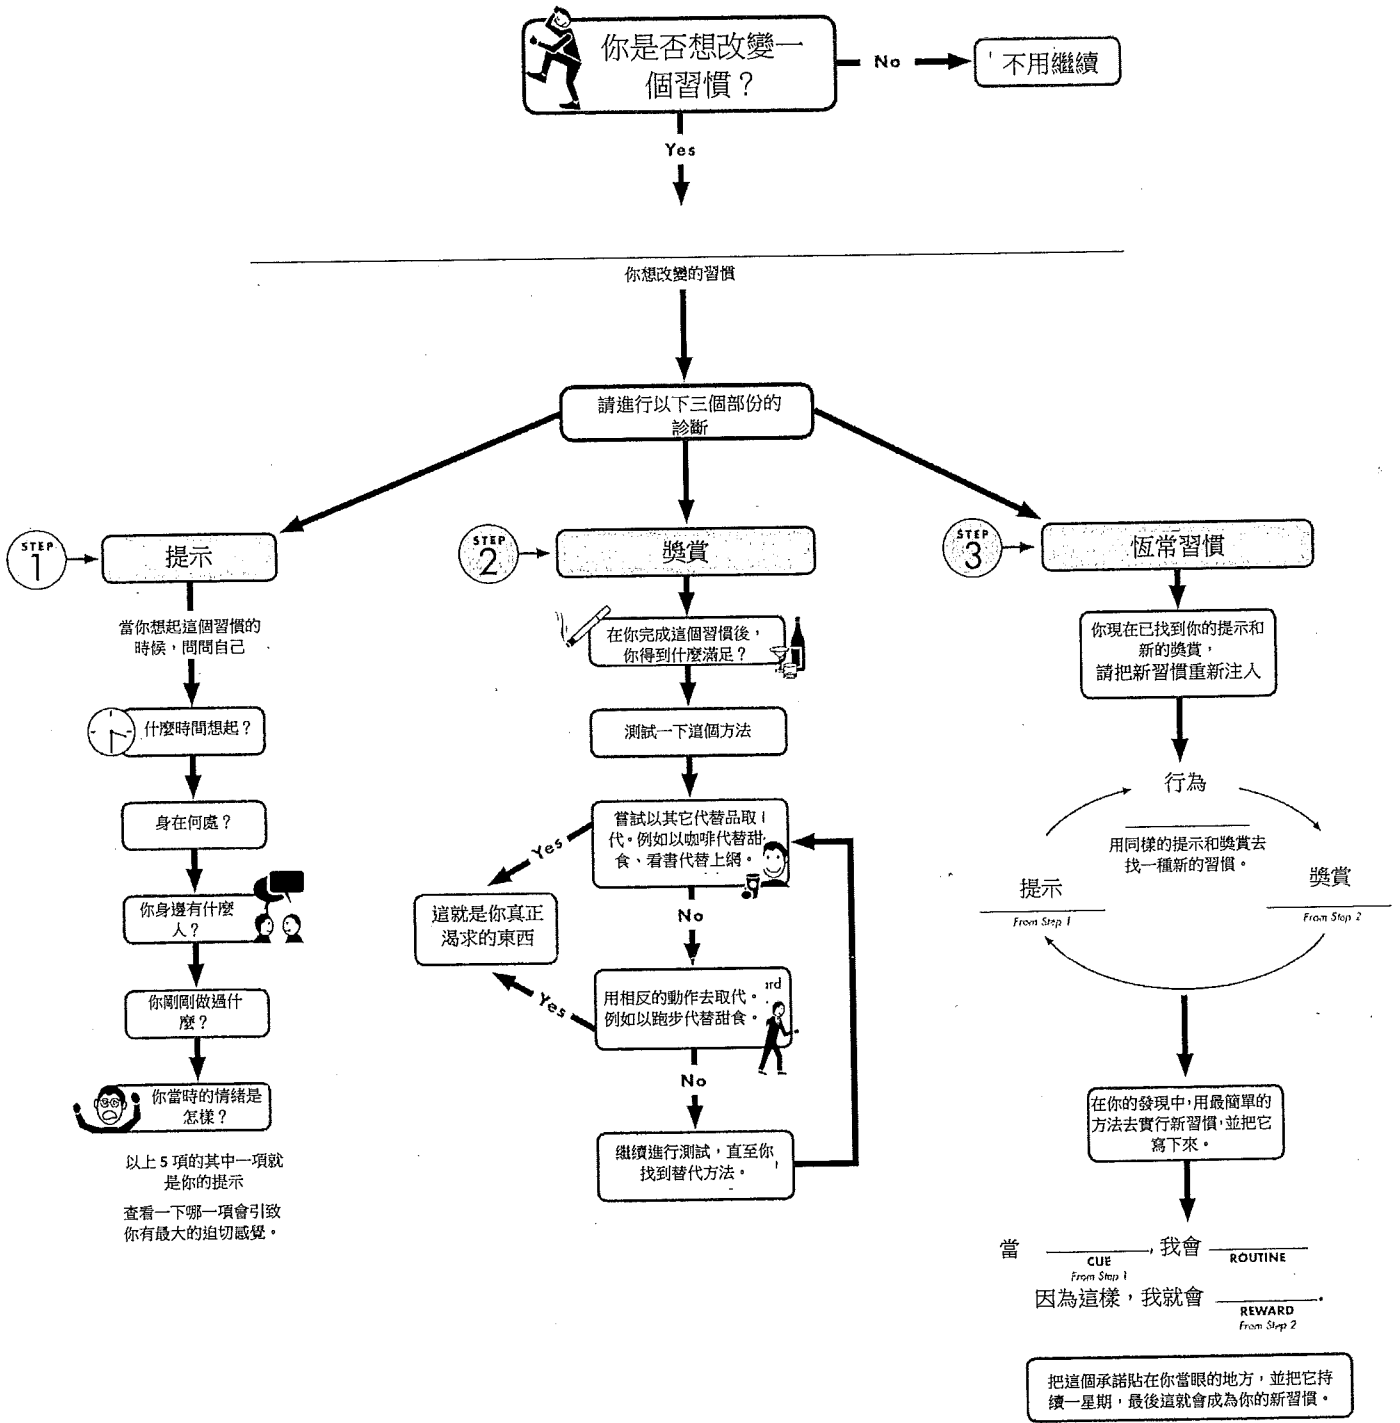 你是否想改變一
個習慣？
No
不用繼續
Yes
你想改變的習慣
請進行以下三個部份的
診斷
STEP
1
提示
當你想起這個習慣的
時侯，問問自己
什麼時間想起？
身在何處？
你身邊有什麼
人？
你剛剛做過什
麼？
你當時的情緒是
怎樣？
以上 5 項的其中一項就
是你的提示
查看一下哪一項會引致
你有最大的迫切感覺。
STEP
2
獎賞
在你完成這個習慣後，
你得到什麼滿足？
測試一下這個方法
嘗試以其它代替品取
代。例如以咖啡代替甜
食、看書代替上網。
Yes
這就是你真正
渴求的東西
No
用相反的動作去取代。
例如以跑步代替甜食。
Yes
No
繼續進行測試，直至你
找到替代方法。
STEP
3
恆常習慣
你現在已找到你的提示和
新的獎賞，
請把新習慣重新注入
行為
用同樣的提示和獎賞去
找一種新的習慣。
提示
From Step 1
獎賞
From Step 2
在你的發現中，用最簡單的
方法去實行新習慣，並把它
寫下來。
當 ，我會
CUE
From Step 1
ROUTINE
因為這樣，我就會 .
REWARD
From Step 2
把這個承諾貼在你當眼的地方，並把它持
續一星期，最後這就會成為你的新習慣。